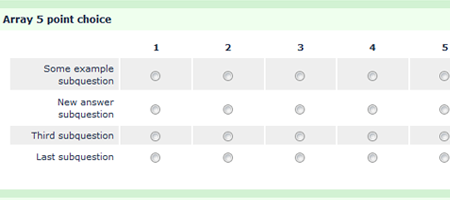 Array 5 point choice
1 2 3 4 5
Some example
subquestion
New answer
subquestion
Third subquestion
Last subquestion